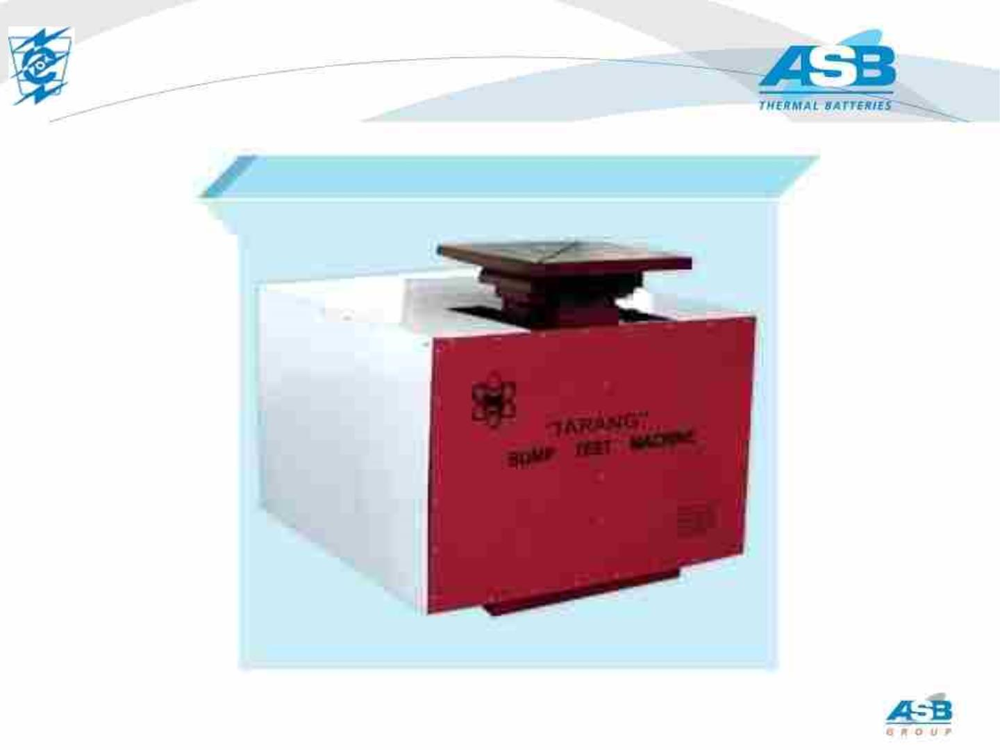 ASB
THERMAL BATTERIES
"TARANG"
BUMP TEST MACHINE
ASB
GROUP